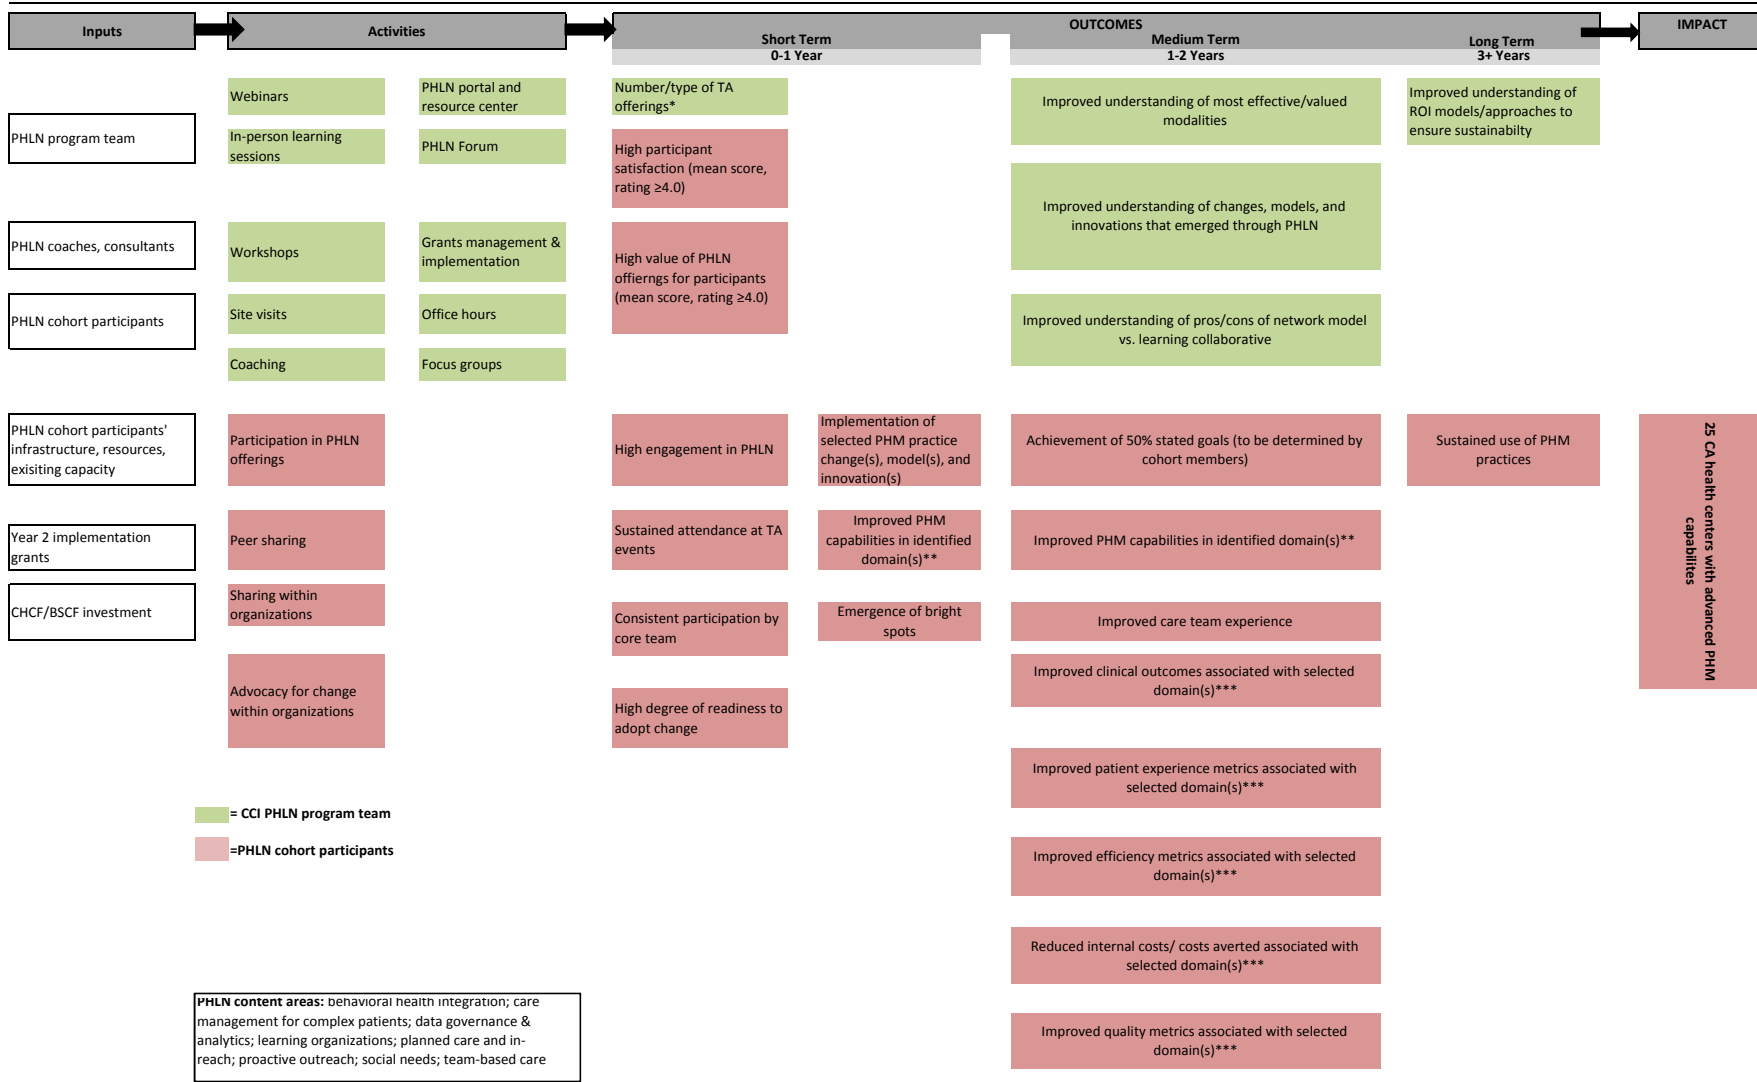 Inputs
Activities
OUTCOMES
Short Term
Medium Term
Long Term
0-1 Year
1-2 Years
3+ Years
IMPACT
PHLN program team
PHLN coaches, consultants
PHLN cohort participants
PHLN cohort participants'
infrastructure, resources,
exisiting capacity
Year 2 implementation
grants
CHCF/BSCF investment
Webinars
In-person learning
sessions
Workshops
Site visits
Coaching
PHLN portal and
resource center
PHLN Forum
Grants management &
implementation
Office hours
Focus groups
Participation in PHLN
offerings
Peer sharing
Sharing within
organizations
Advocacy for change
within organizations
Number/type of TA
offerings*
High participant
satisfaction (mean score,
rating ≥4.0)
High value of PHLN
offierngs for participants
(mean score, rating ≥4.0)
High engagement in PHLN
Sustained attendance at TA
events
Consistent participation by
core team
High degree of readiness to
adopt change
Implementation of
selected PHM practice
change(s), model(s), and
innovation(s)
Improved PHM
capabilities in identified
domain(s)**
Emergence of bright
spots
Improved understanding of most effective/valued
modalities
Improved understanding of changes, models, and
innovations that emerged through PHLN
Improved understanding of pros/cons of network model
vs. learning collaborative
Achievement of 50% stated goals (to be determined by
cohort members)
Improved PHM capabilities in identified domain(s)**
Improved care team experience
Improved clinical outcomes associated with selected
domain(s)***
Improved patient experience metrics associated with
selected domain(s)***
Improved efficiency metrics associated with selected
domain(s)***
Reduced internal costs/ costs averted associated with
selected domain(s)***
Improved quality metrics associated with selected
domain(s)***
Improved understanding of
ROI models/approaches to
ensure sustainabilty
Sustained use of PHM
practices
25 CA health centers with advanced PHM
capabilites
= CCI PHLN program team
=PHLN cohort participants
PHLN content areas: behavioral health integration; care
management for complex patients; data governance &
analytics; learning organizations; planned care and in-
reach; proactive outreach; social needs; team-based care